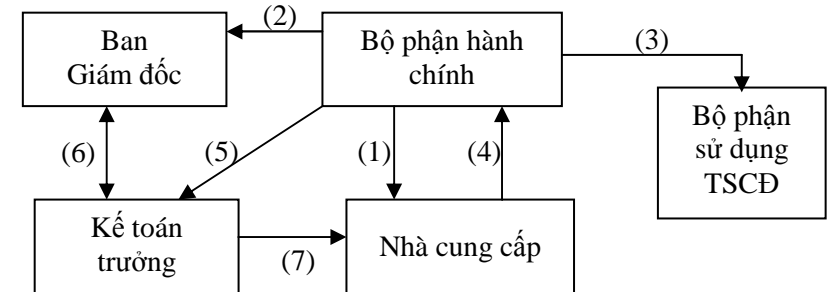 (2)
Ban
Giám đốc
Bộ phận hành
chính
(3)
Bộ phận
sử dụng
TSCĐ
(6)
(5)
(1)
(4)
Kế toán
trưởng
(7)
Nhà cung cấp